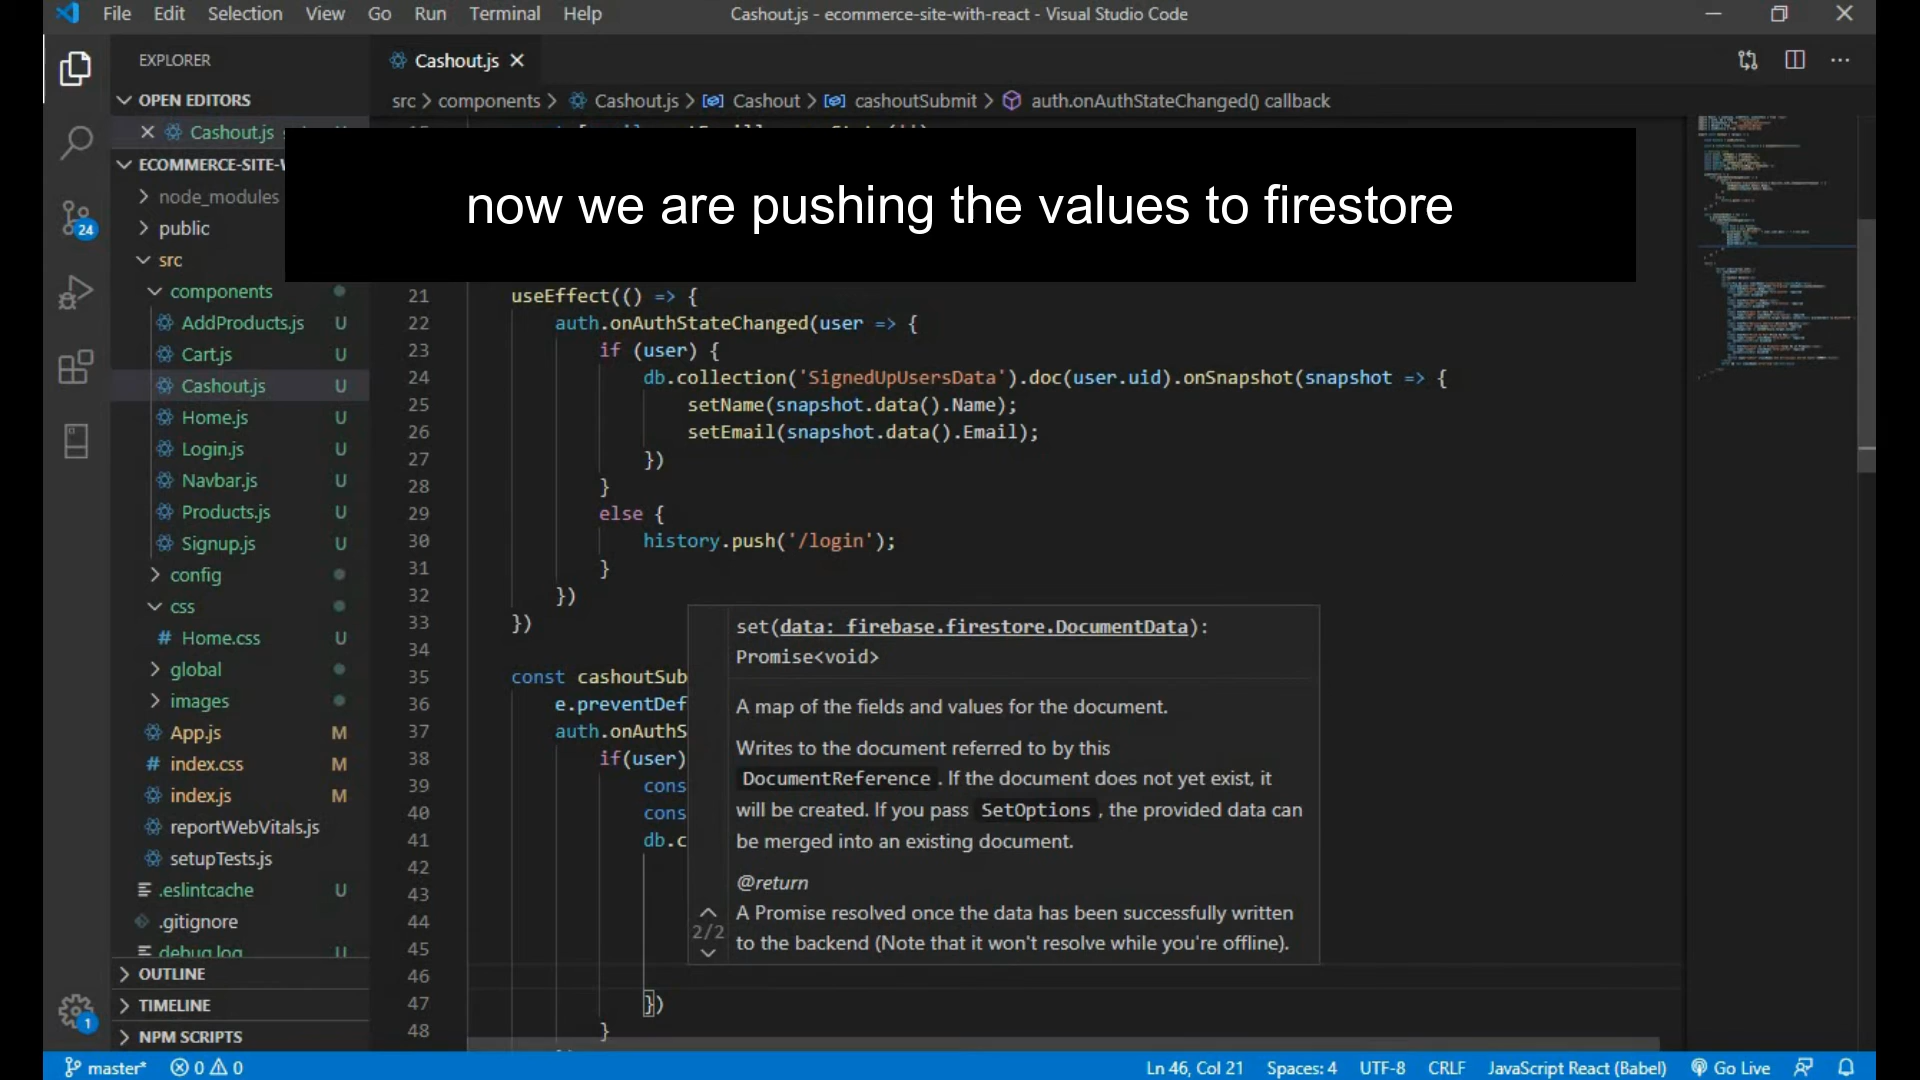 File Edit Selection View Go Run Terminal Help Cashout.js - ecommerce-site-with-react - Visual Studio Code
EXPLORER
Cashout.js
OPEN EDITORS
src > components > Cashout.js > Cashout > cashoutSubmit > auth.onAuthStateChanged() callback
Cashout.js
ECOMMERCE-SITE-W
node_modules
now we are pushing the values to firestore
24
public
src
components
AddProducts.js U
Cart.js U
Cashout.js U
Home.js U
Login.js U
Navbar.js U
Products.js U
Signup.js U
config
css
Home.css U
global
images
App.js M
index.css M
index.js M
reportWebVitals.js
setupTests.js
.eslintcache U
.gitignore
debug.log U
OUTLINE
TIMELINE
1
NPM SCRIPTS
21 useEffect(() => {
22 auth.onAuthStateChanged(user => {
23 if (user) {
24 db.collection('SignedUpUsersData').doc(user.uid).onSnapshot(snapshot => {
25 setName(snapshot.data().Name);
26 setEmail(snapshot.data().Email);
27 })
28 }
29 else {
30 history.push('/login');
31 }
32 })
33 })
34
35 const cashoutSub
36 e.preventDef
37 auth.onAuthS
38 if(user)
39 cons
40 cons
41 db.c
42
43
44
45
46
47 })
48 }
set(data: firebase.firestore.DocumentData):
Promise<void>
A map of the fields and values for the document.
Writes to the document referred to by this
DocumentReference . If the document does not yet exist, it
will be created. If you pass SetOptions , the provided data can
be merged into an existing document.
@return
A Promise resolved once the data has been successfully written
2/2
to the backend (Note that it won't resolve while you're offline).
master* 0 0 Ln 46, Col 21 Spaces: 4 UTF-8 CRLF JavaScript React (Babel) Go Live